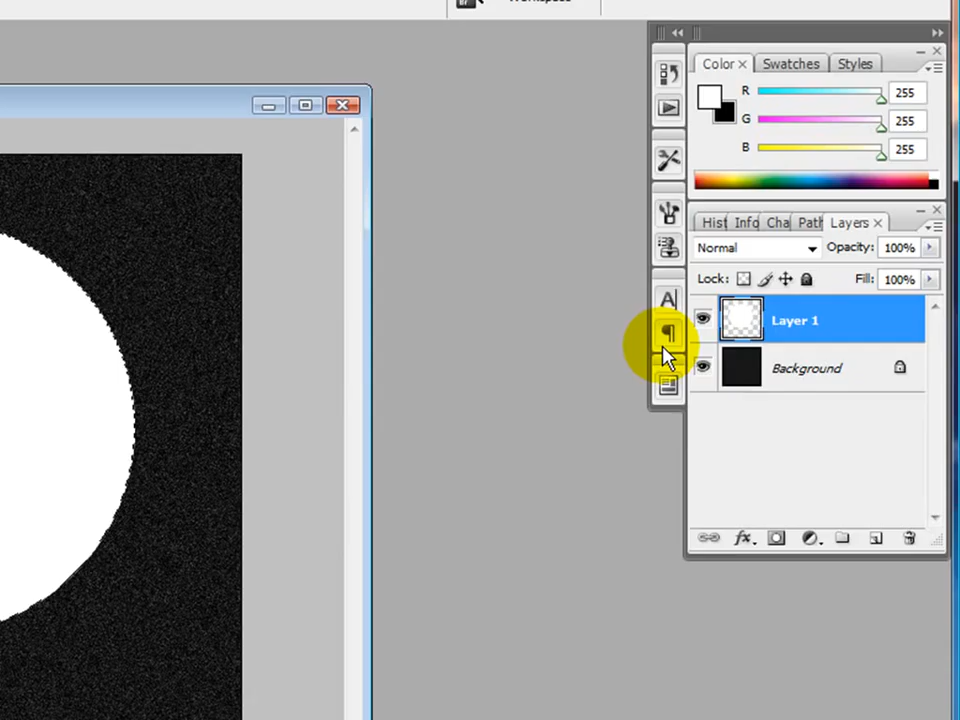 Workspace
Color Swatches Styles
R 255
G 255
B 255
Hist Info Cha Path Layers
Normal Opacity: 100%
Lock: Fill: 100%
Layer 1
Background